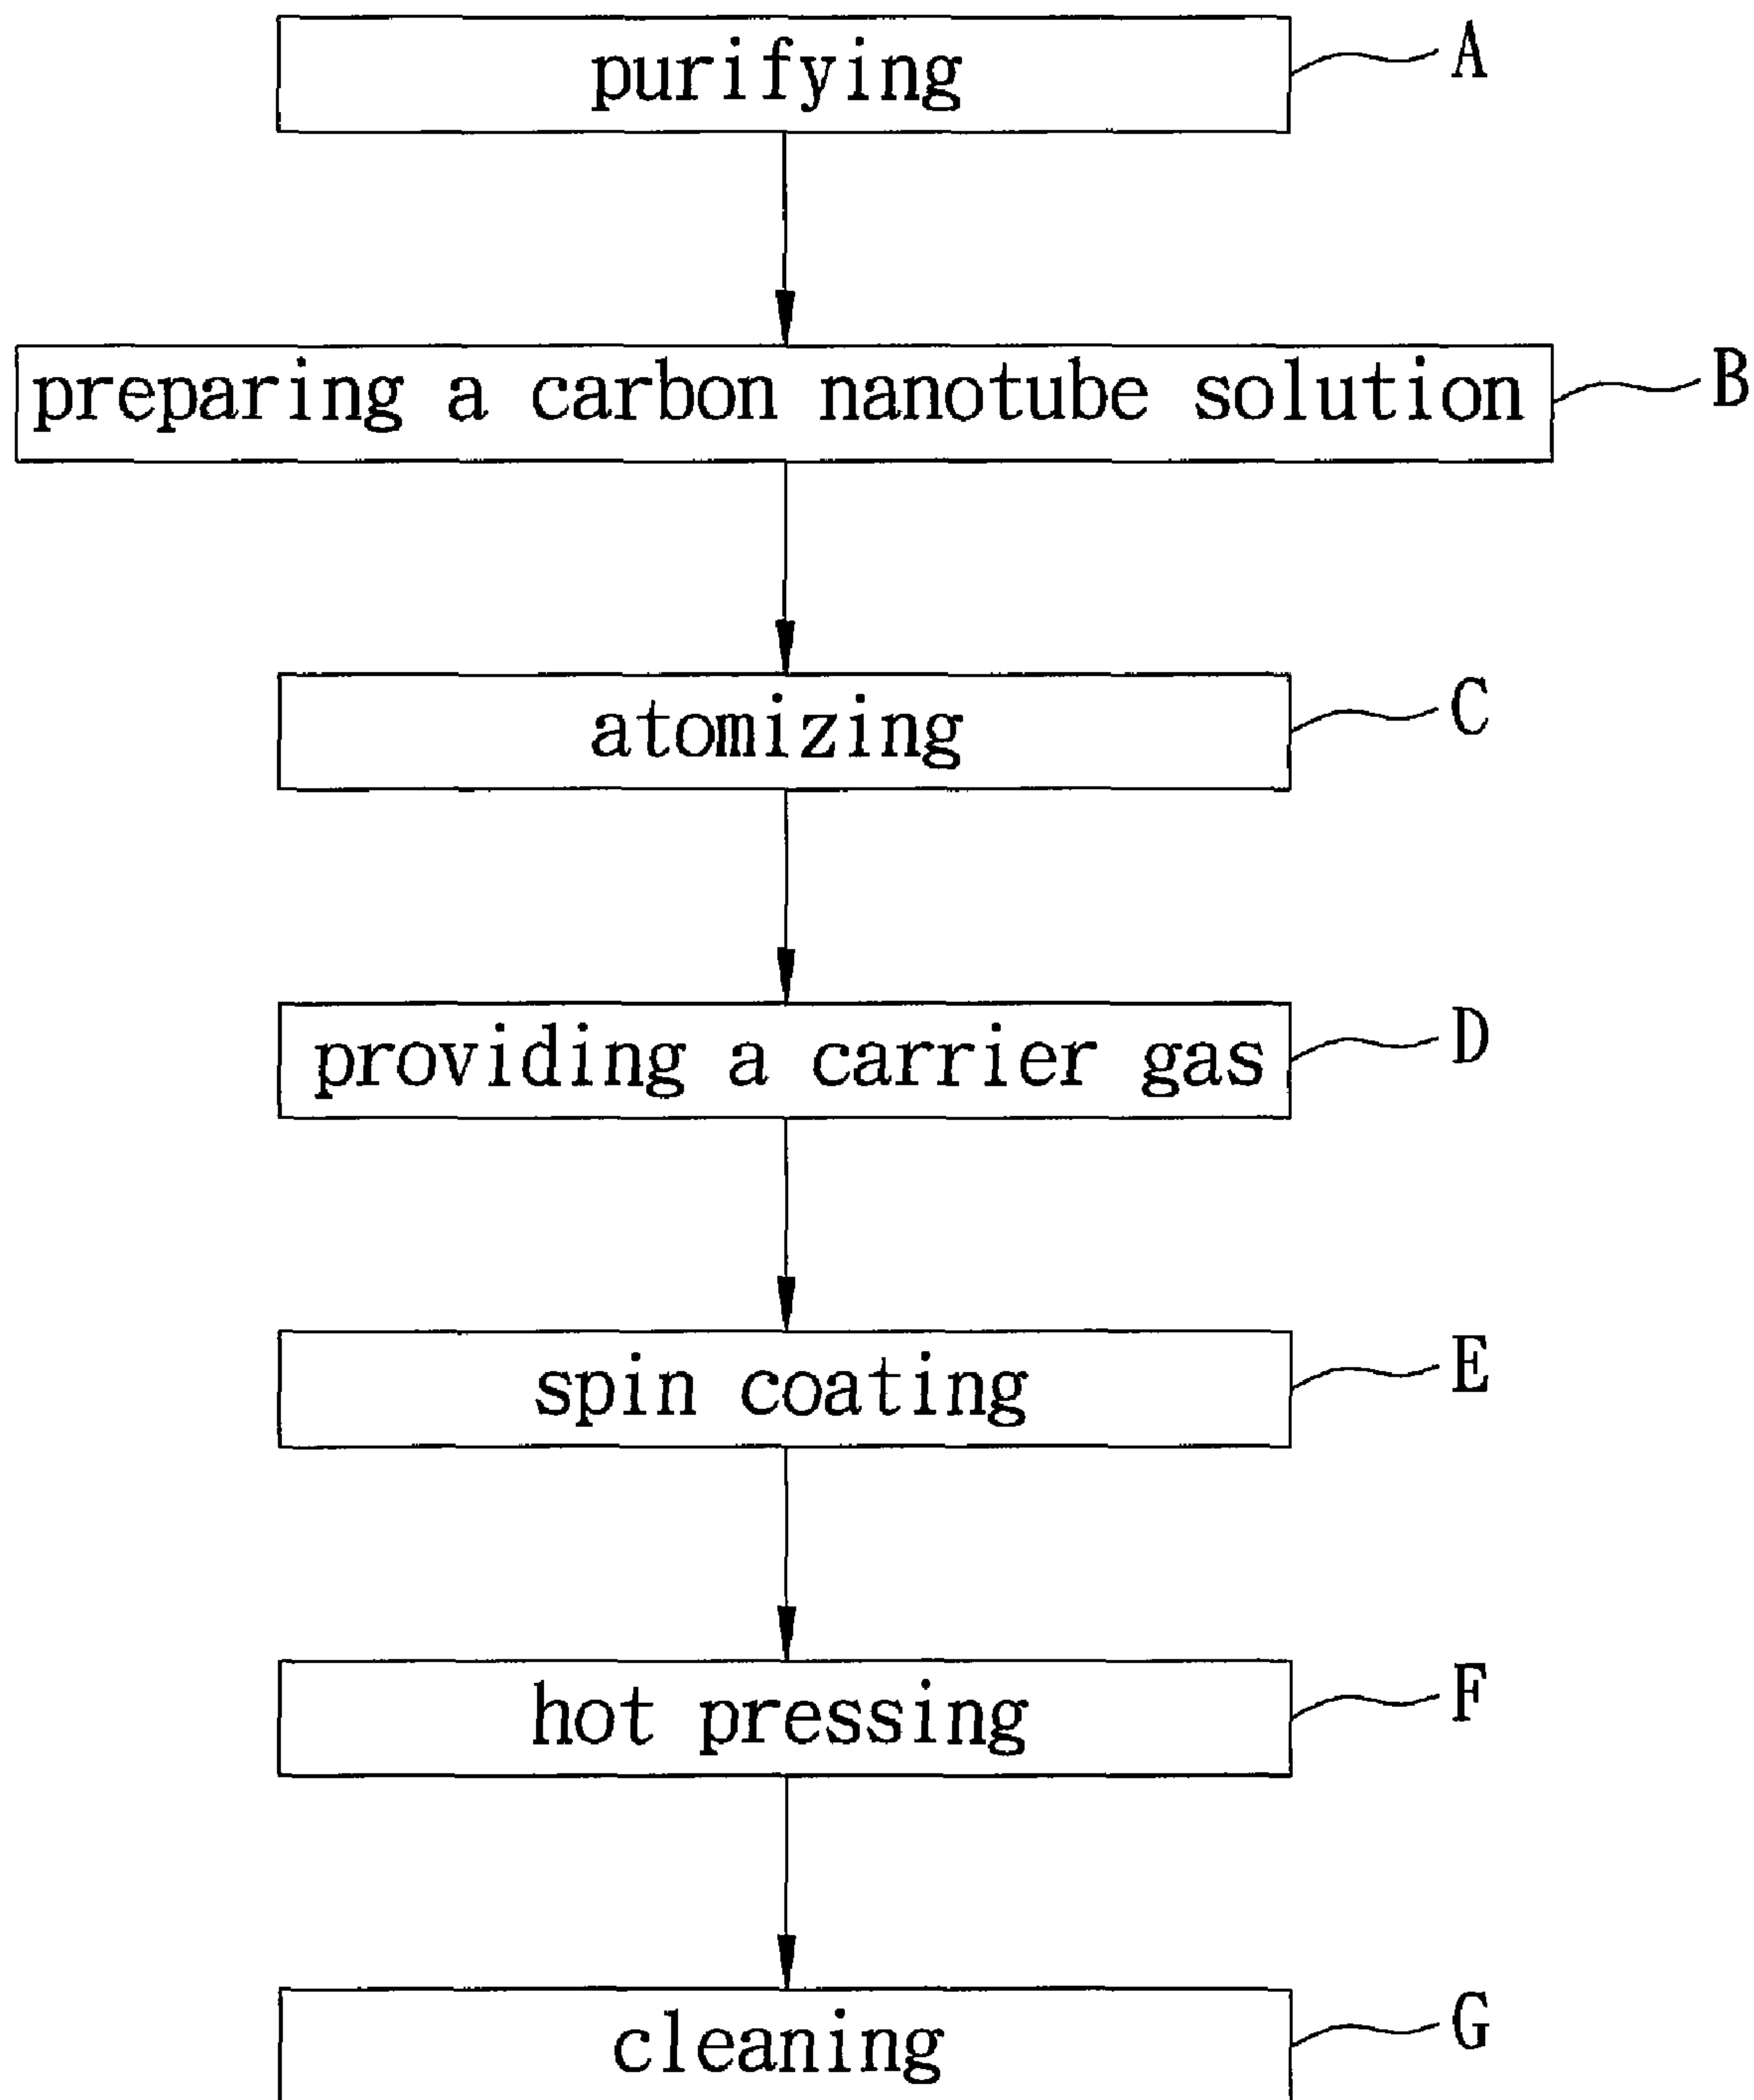 purifying A
preparing a carbon nanotube solution B
atomizing C
providing a carrier gas D
spin coating E
hot pressing F
cleaning G